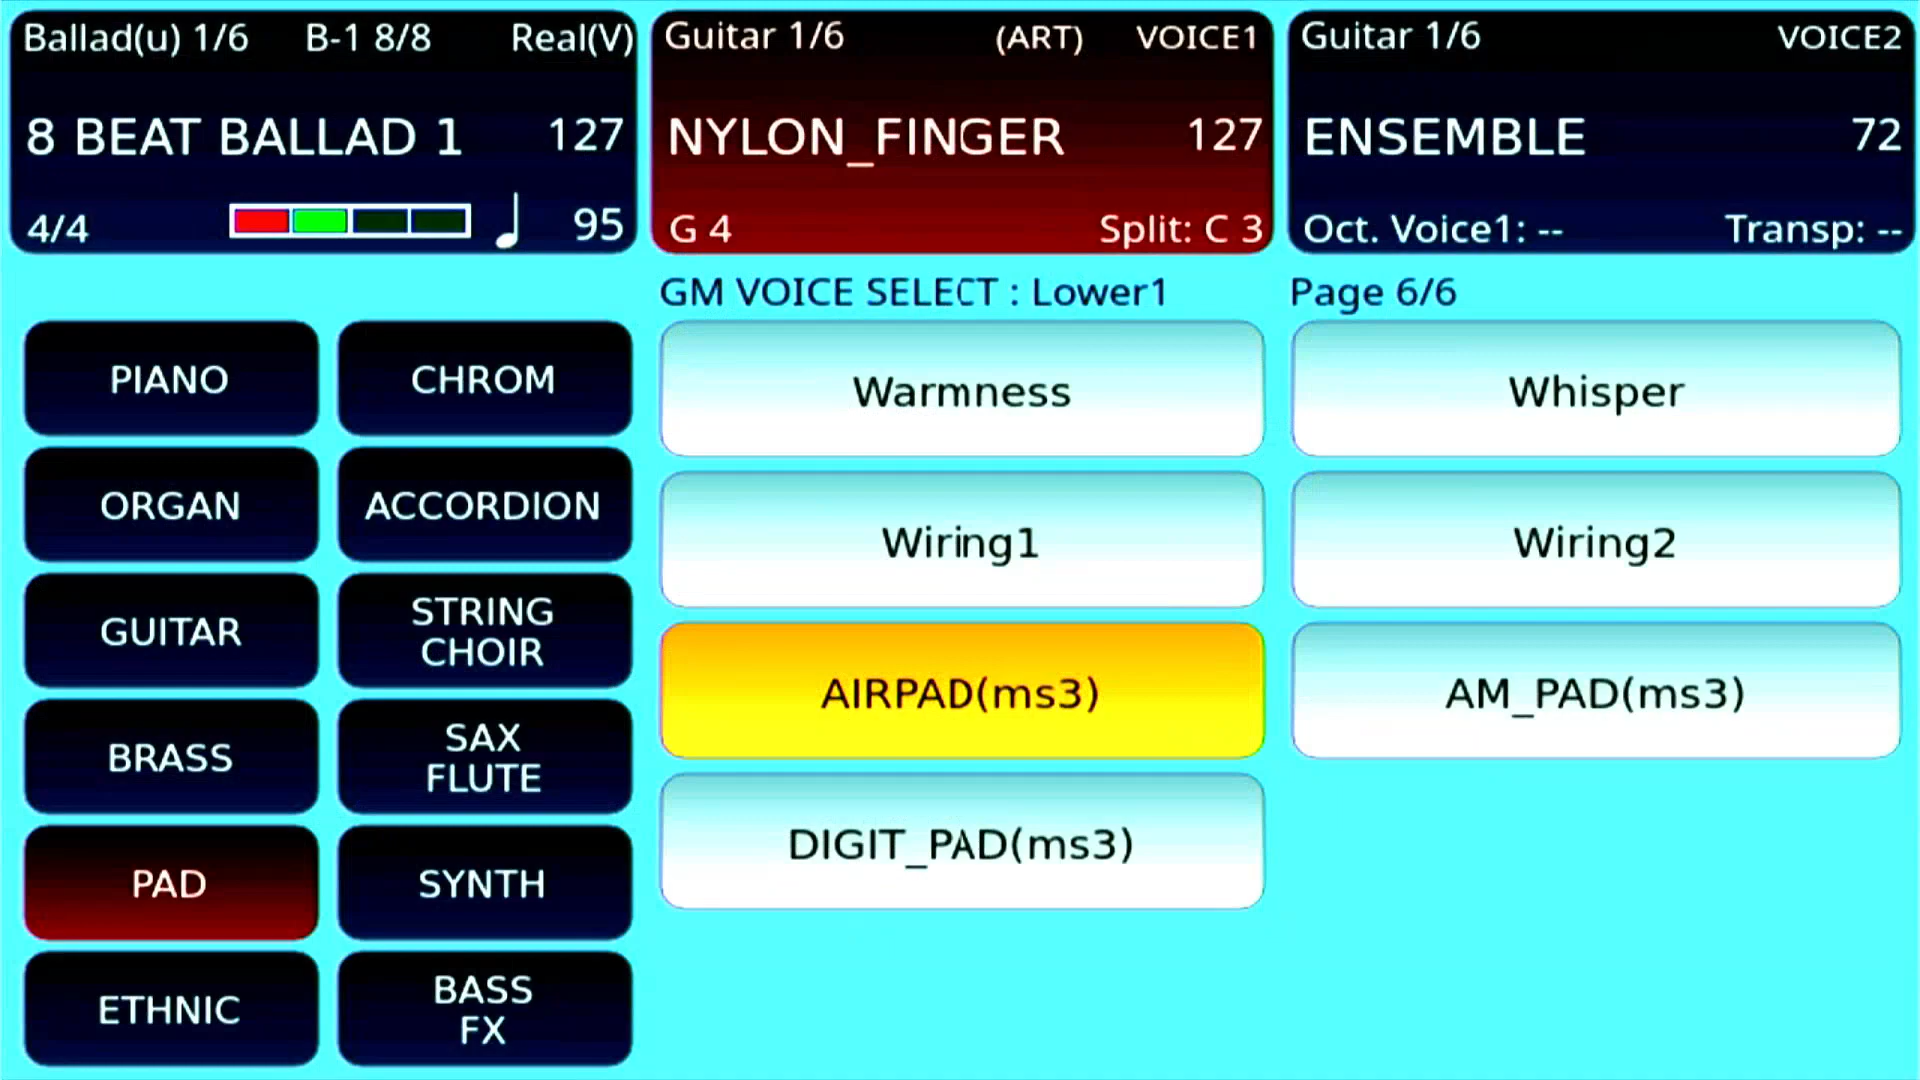 Ballad(u) 1/6 B-1 8/8 Real(V)
8 BEAT BALLAD 1 127
4/4 95
Guitar 1/6 (ART) VOICE1
NYLON_FINGER 127
G 4 Split: C 3
Guitar 1/6 VOICE2
ENSEMBLE 72
Oct. Voice1: -- Transp: --
GM VOICE SELECT : Lower1 Page 6/6
PIANO
CHROM
ORGAN
ACCORDION
GUITAR
STRING
CHOIR
BRASS
SAX
FLUTE
PAD
SYNTH
ETHNIC
BASS
FX
Warmness
Whisper
Wiring1
Wiring2
AIRPAD(ms3)
AM_PAD(ms3)
DIGIT_PAD(ms3)